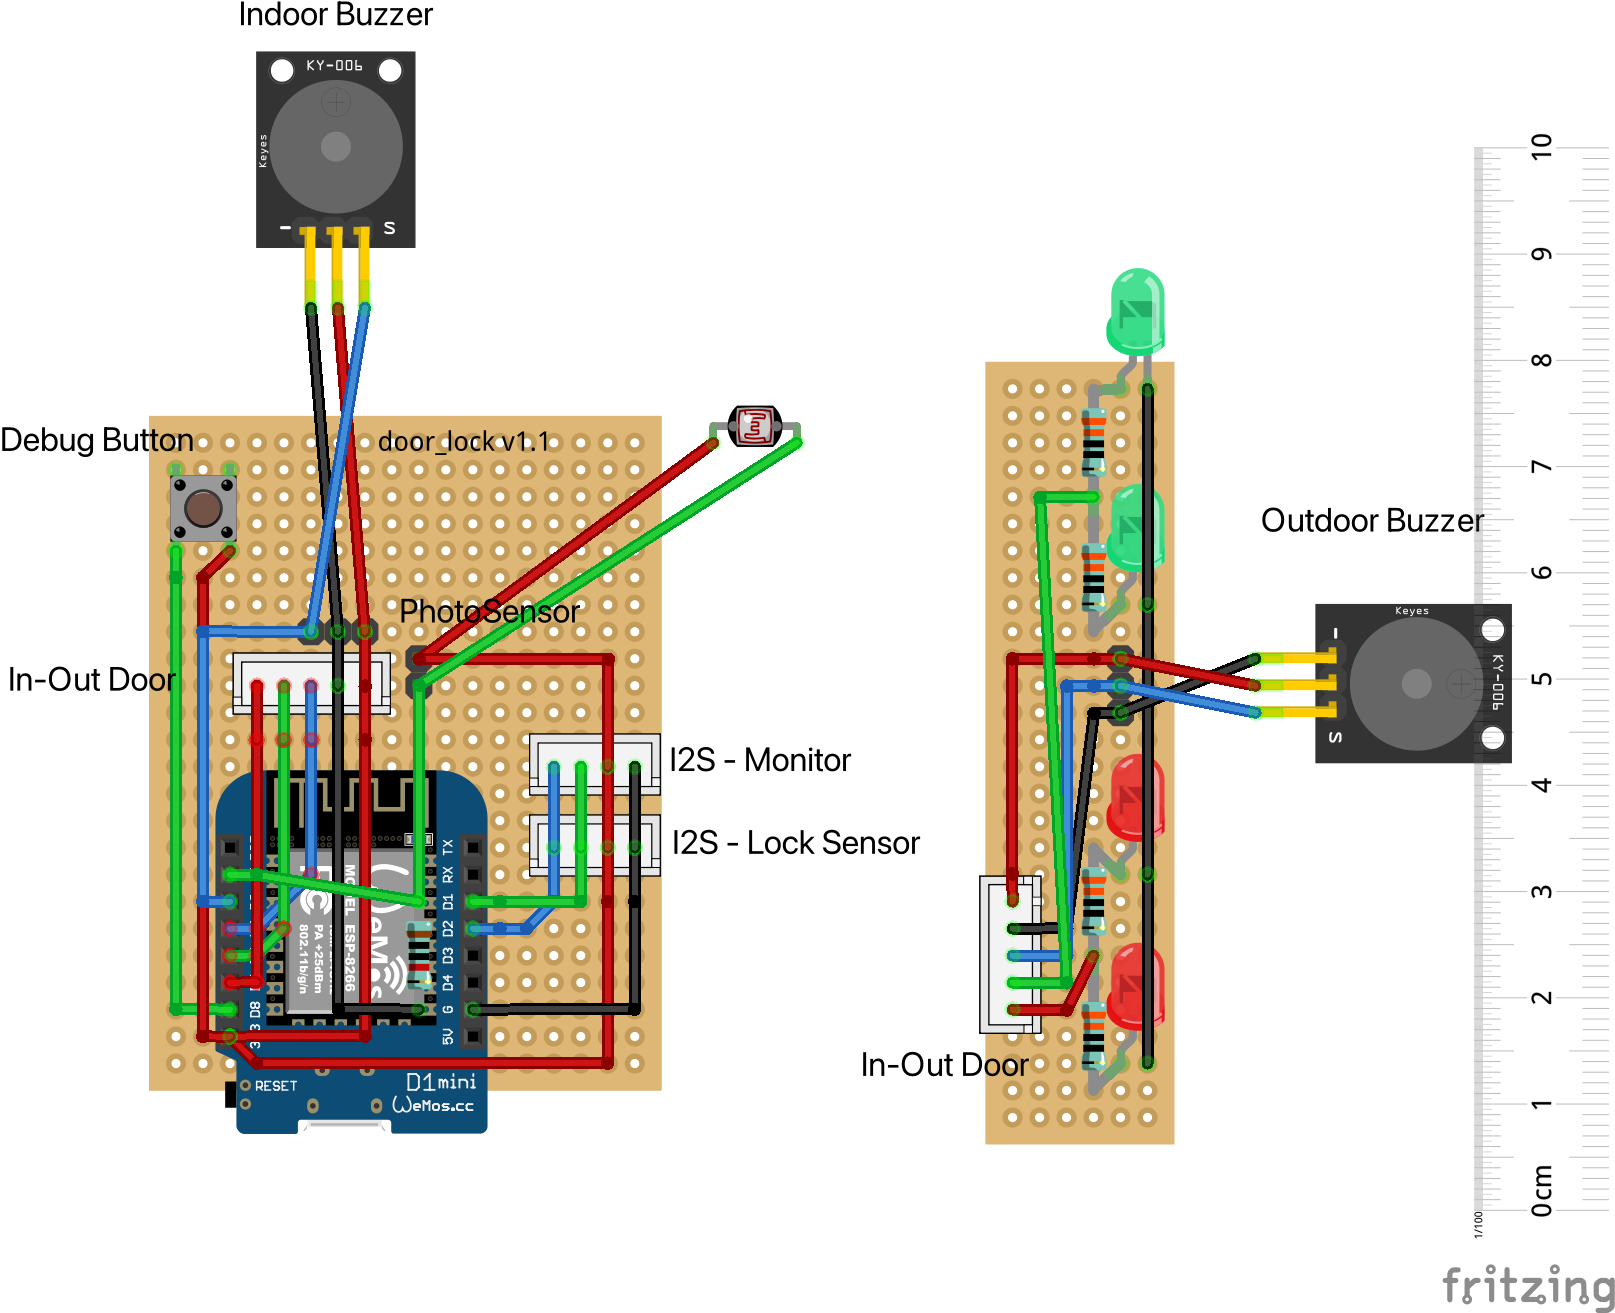 Indoor Buzzer
KY-006
Keyes
- S
Debug Button
door_lock v1.1
PhotoSensor
In-Out Door
I2S - Monitor
I2S - Lock Sensor
MODEL ESP-8266
PA +25dBm
802.11b/g/n
TX
RX
D1
D2
D3
D4
G
5V
D8
RESET
D1 mini
WeMos.cc
Outdoor Buzzer
Keyes
KY-006
- S
In-Out Door
10
9
8
7
6
5
4
3
2
1
0cm
1/100
fritzing